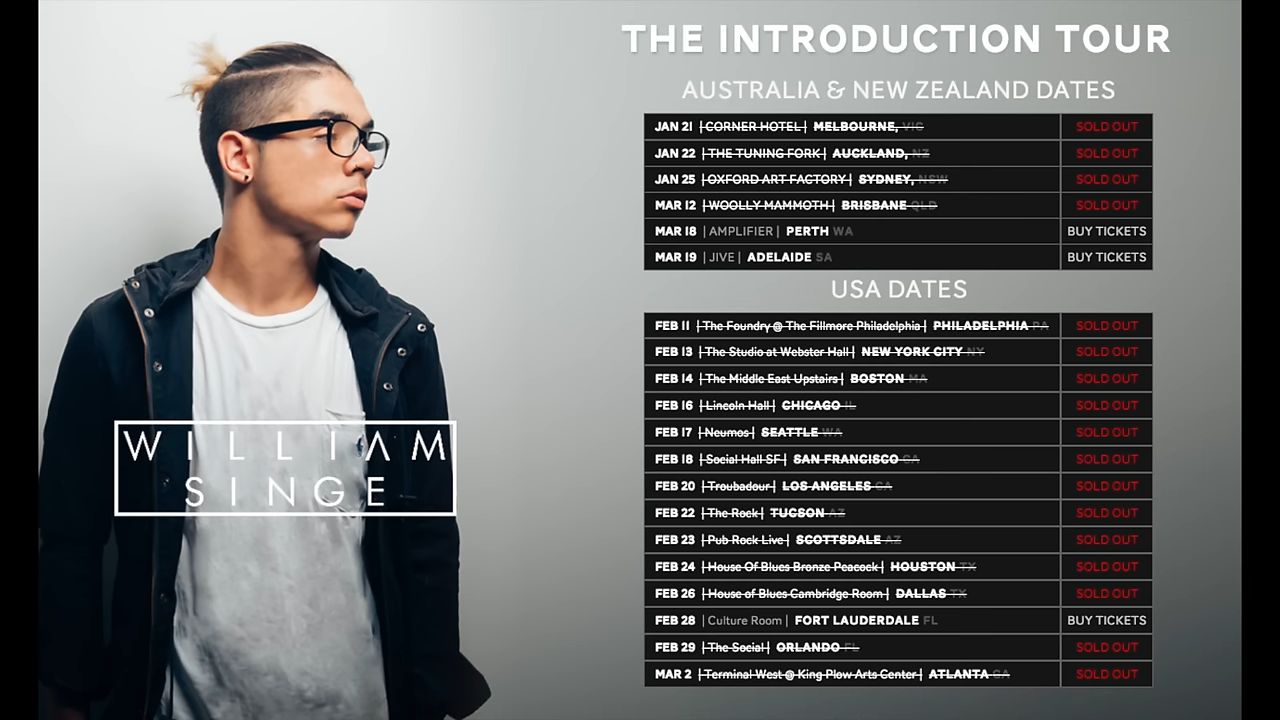 THE INTRODUCTION TOUR
AUSTRALIA & NEW ZEALAND DATES
JAN 21 | CORNER HOTEL | MELBOURNE, VIC SOLD OUT
JAN 22 | THE TUNING FORK | AUCKLAND, NZ SOLD OUT
JAN 25 | OXFORD ART FACTORY | SYDNEY, NSW SOLD OUT
MAR 12 | WOOLLY MAMMOTH | BRISBANE QLD SOLD OUT
MAR 18 | AMPLIFIER | PERTH WA BUY TICKETS
MAR 19 | JIVE | ADELAIDE SA BUY TICKETS
USA DATES
FEB 11 | The Foundry @ The Fillmore Philadelphia | PHILADELPHIA PA SOLD OUT
FEB 13 | The Studio at Webster Hall | NEW YORK CITY NY SOLD OUT
FEB 14 | The Middle East Upstairs | BOSTON MA SOLD OUT
FEB 16 | Lincoln Hall | CHICAGO IL SOLD OUT
FEB 17 | Neumos | SEATTLE WA SOLD OUT
FEB 18 | Social Hall SF | SAN FRANCISCO CA SOLD OUT
FEB 20 | Troubadour | LOS ANGELES CA SOLD OUT
FEB 22 | The Rock | TUCSON AZ SOLD OUT
FEB 23 | Pub Rock Live | SCOTTSDALE AZ SOLD OUT
FEB 24 | House Of Blues Bronze Peacock | HOUSTON TX SOLD OUT
FEB 26 | House of Blues Cambridge Room | DALLAS TX SOLD OUT
FEB 28 | Culture Room | FORT LAUDERDALE FL BUY TICKETS
FEB 29 | The Social | ORLANDO FL SOLD OUT
MAR 2 | Terminal West @ King Plow Arts Center | ATLANTA GA SOLD OUT
WILLIAM
SINGE